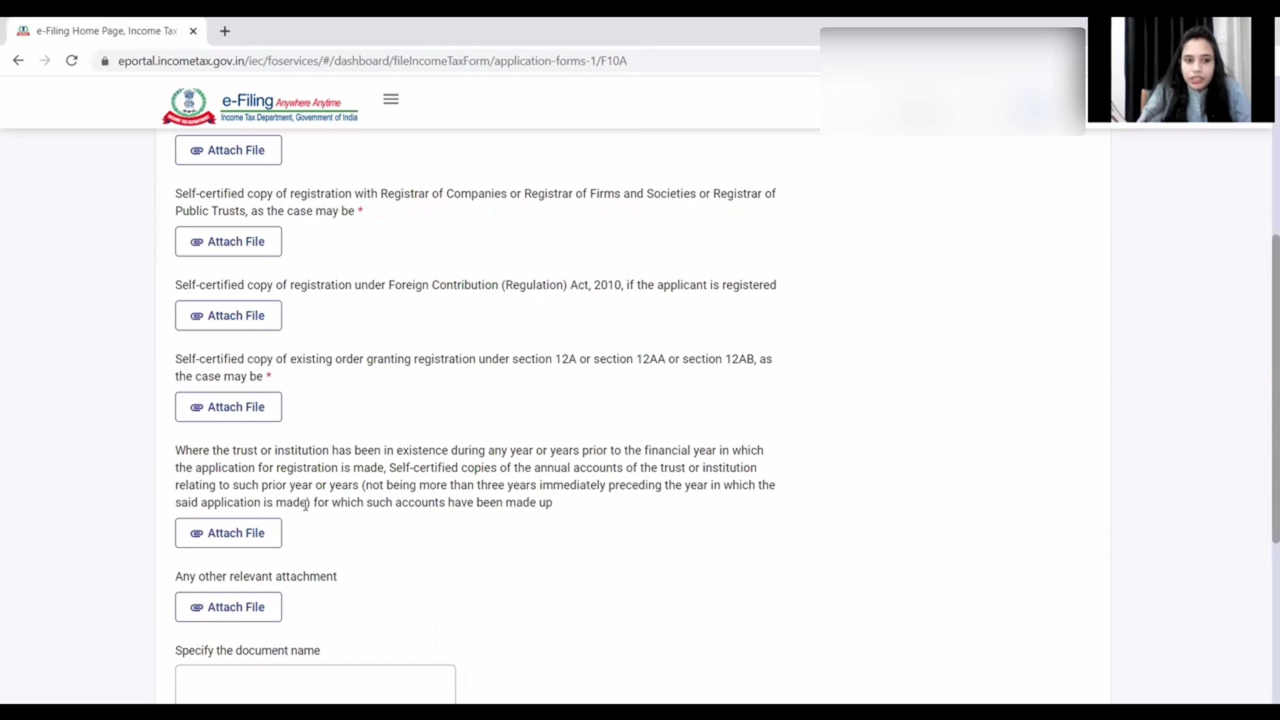 e-Filing Home Page, Income Tax
eportal.incometax.gov.in/iec/foservices/#/dashboard/fileIncomeTaxForm/application-forms-1/F10A
e-Filing Anywhere Anytime
Income Tax Department, Government of India
Attach File
Self-certified copy of registration with Registrar of Companies or Registrar of Firms and Societies or Registrar of
Public Trusts, as the case may be *
Attach File
Self-certified copy of registration under Foreign Contribution (Regulation) Act, 2010, if the applicant is registered
Attach File
Self-certified copy of existing order granting registration under section 12A or section 12AA or section 12AB, as
the case may be *
Attach File
Where the trust or institution has been in existence during any year or years prior to the financial year in which
the application for registration is made, Self-certified copies of the annual accounts of the trust or institution
relating to such prior year or years (not being more than three years immediately preceding the year in which the
said application is made) for which such accounts have been made up
Attach File
Any other relevant attachment
Attach File
Specify the document name